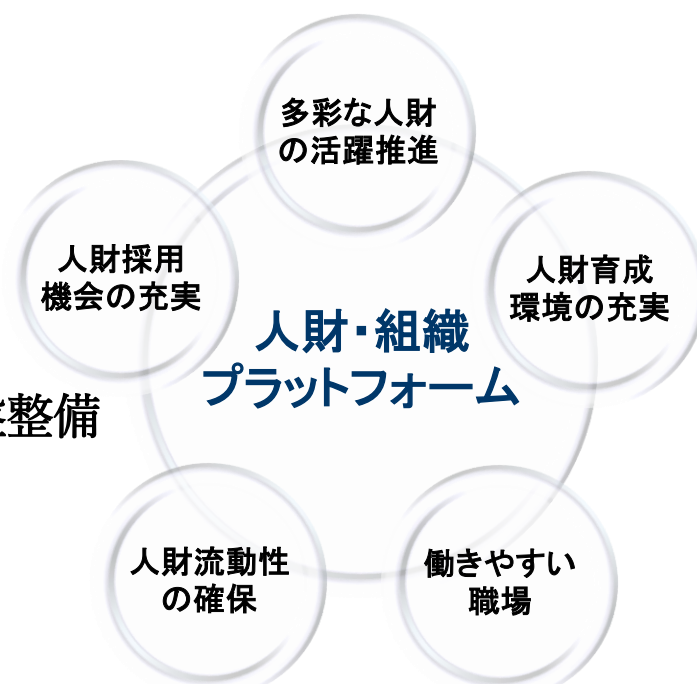 多彩な人財
の活躍推進
人財採用
機会の充実
人財育成
環境の充実
人財・組織
プラットフォーム
整備
人財流動性
の確保
働きやすい
職場